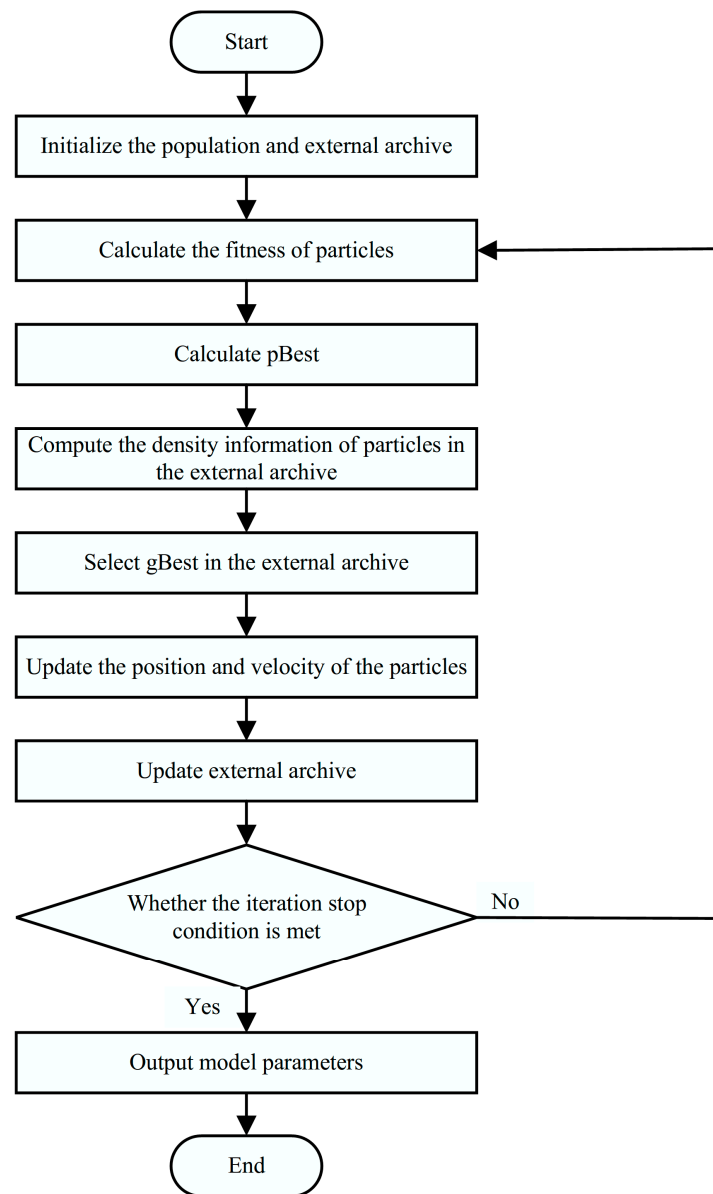 Start
Initialize the population and external archive
Calculate the fitness of particles
Calculate pBest
Compute the density information of particles in
the external archive
Select gBest in the external archive
Update the position and velocity of the particles
Update external archive
Whether the iteration stop
condition is met
No
Yes
Output model parameters
End